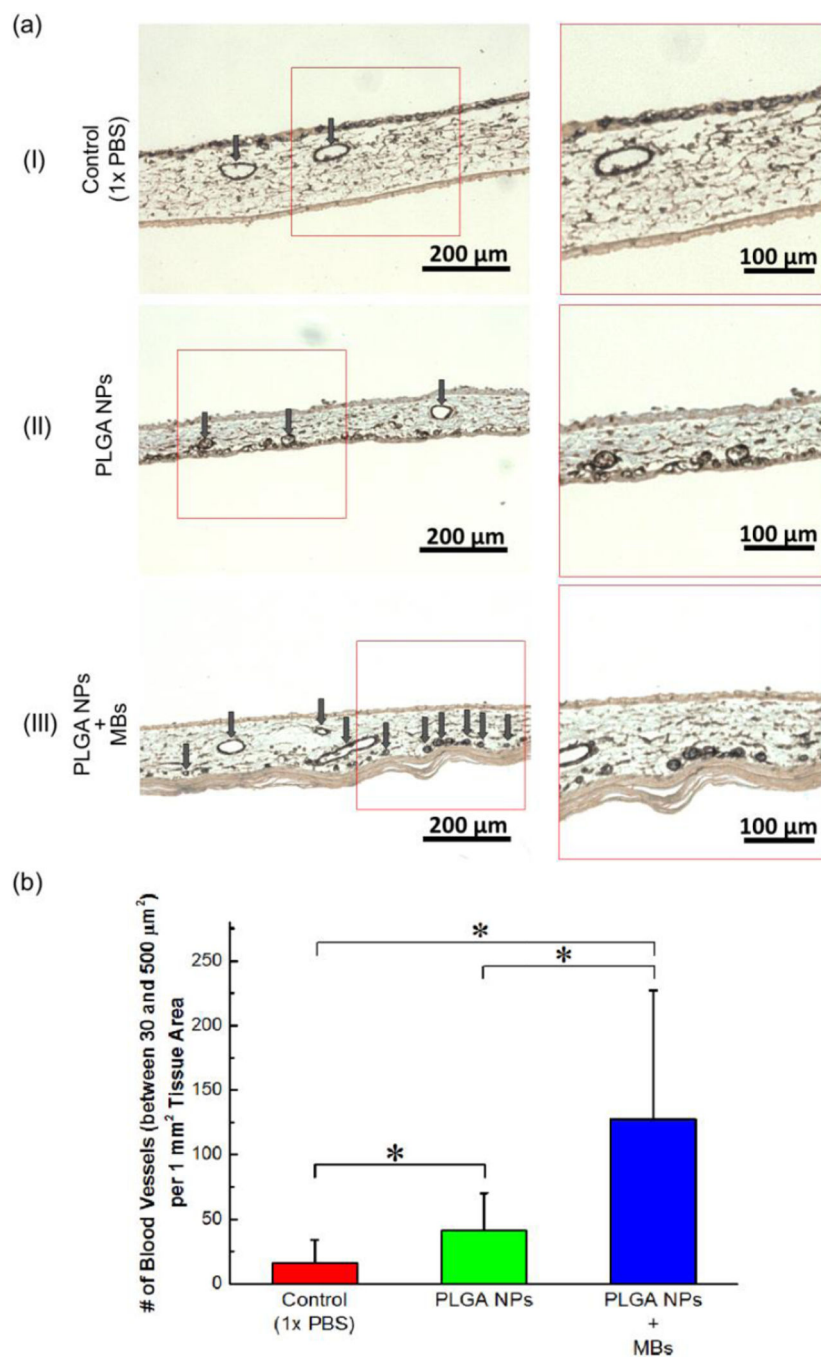 (a)
(I)
Control
(1x PBS)
200 µm
100 µm
(II)
PLGA NPs
200 µm
100 µm
(III)
PLGA NPs
+
MBs
200 µm
100 µm
(b)
# of Blood Vessels (between 30 and 500 µm²)
per 1 mm² Tissue Area
250
200
150
100
50
0
*
*
*
Control
(1x PBS)
PLGA NPs
PLGA NPs
+
MBs